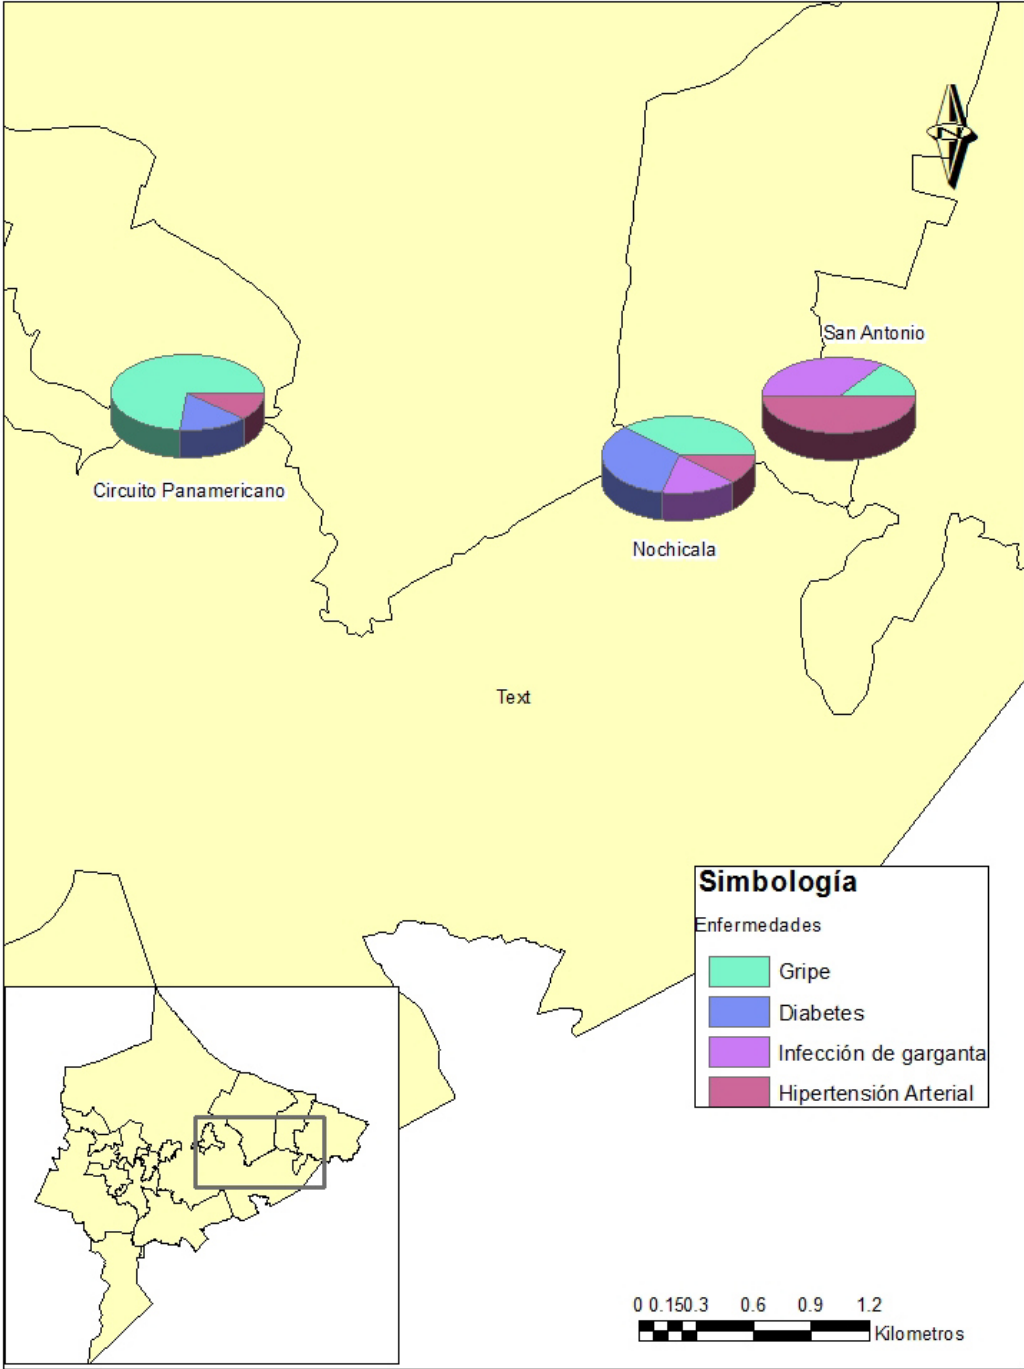 N
San Antonio
Circuito Panamericano
Nochicala
Text
Simbología
Enfermedades
Gripe
Diabetes
Infección de garganta
Hipertensión Arterial
0 0.150.3 0.6 0.9 1.2
Kilometros